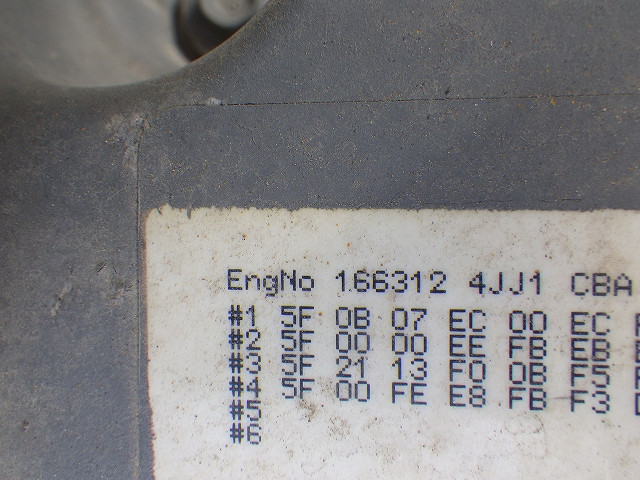 EngNo 166312 4JJ1 CBA
#1 5F 0B 07 EC 00 EC
#2 5F 00 00 EE FB EB
#3 5F 21 13 F0 0B F5
#4 5F 00 FE E8 FB F3
#5
#6